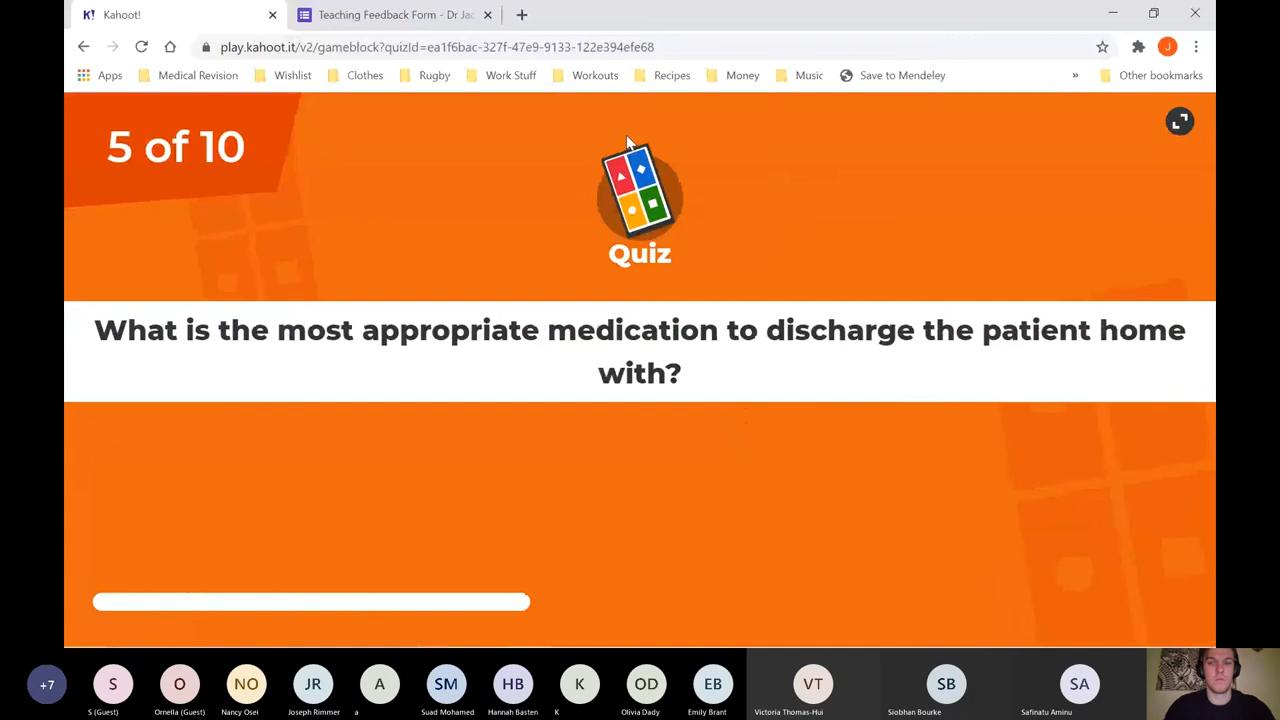 Kahoot!
Teaching Feedback Form - Dr Jac
play.kahoot.it/v2/gameblock?quizId=ea1f6bac-327f-47e9-9133-122e394efe68
J
Apps Medical Revision Wishlist Clothes Rugby Work Stuff Workouts Recipes Money Music Save to Mendeley » Other bookmarks
5 of 10
Quiz
What is the most appropriate medication to discharge the patient home
with?
+7 S O NO JR A SM HB K OD EB VT SB SA
S (Guest) Ornella (Guest) Nancy Osei Joseph Rimmer a Suad Mohamed Hannah Basten K Olivia Dady Emily Brant Victoria Thomas-Hui Siobhan Bourke Safinatu Aminu